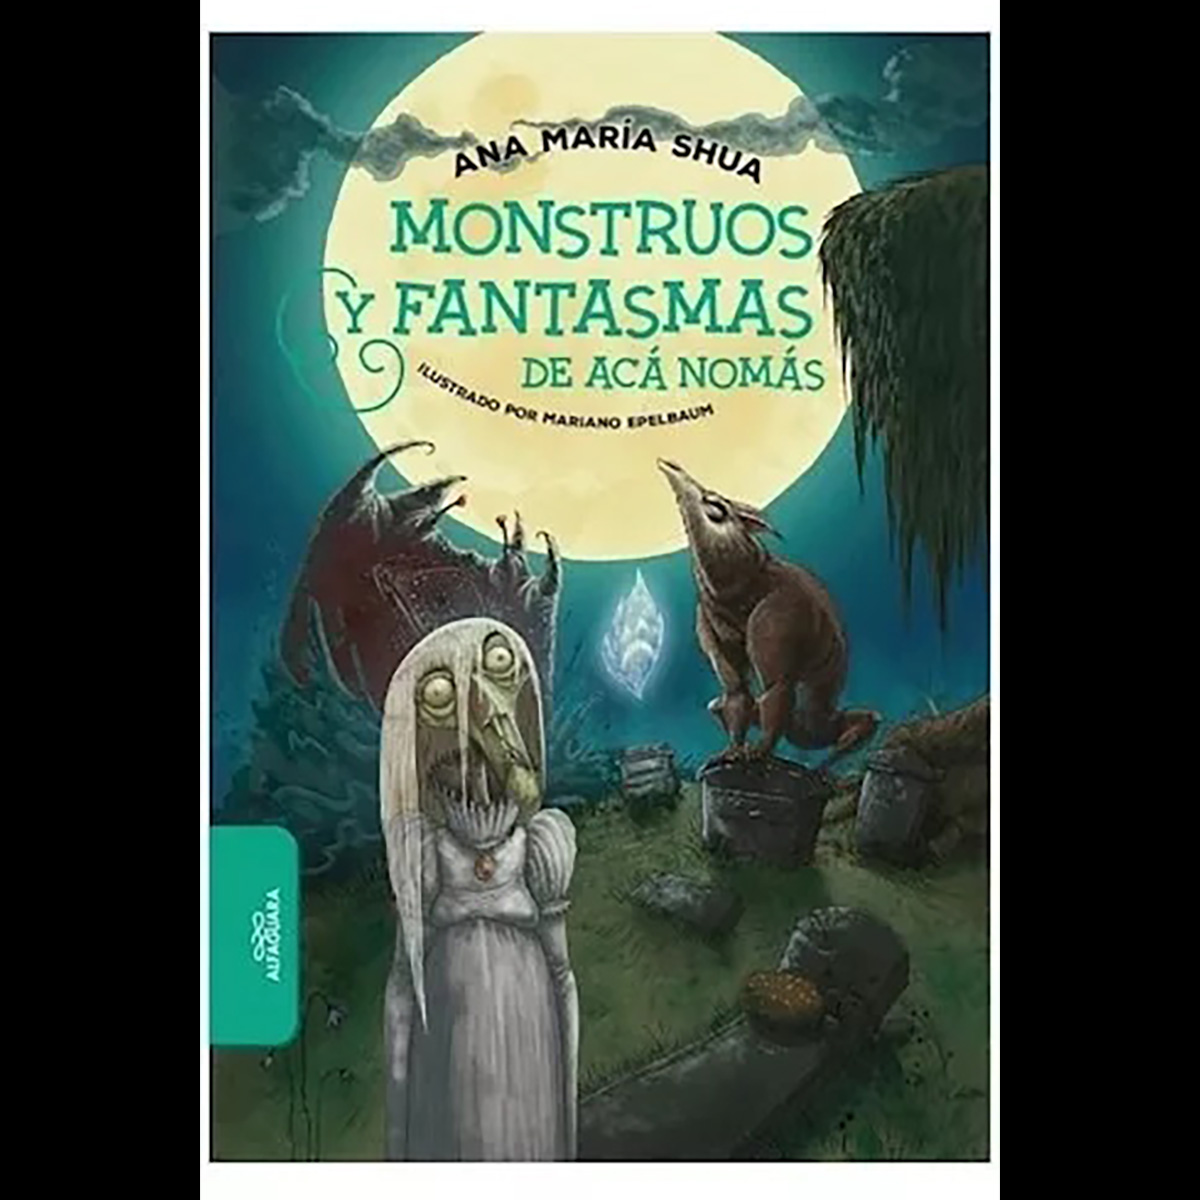 ANA MARÍA SHUA
MONSTRUOS
Y FANTASMAS
DE ACÁ NOMÁS
ILUSTRADO POR MARIANO EPELBAUM
ALFAGUARA